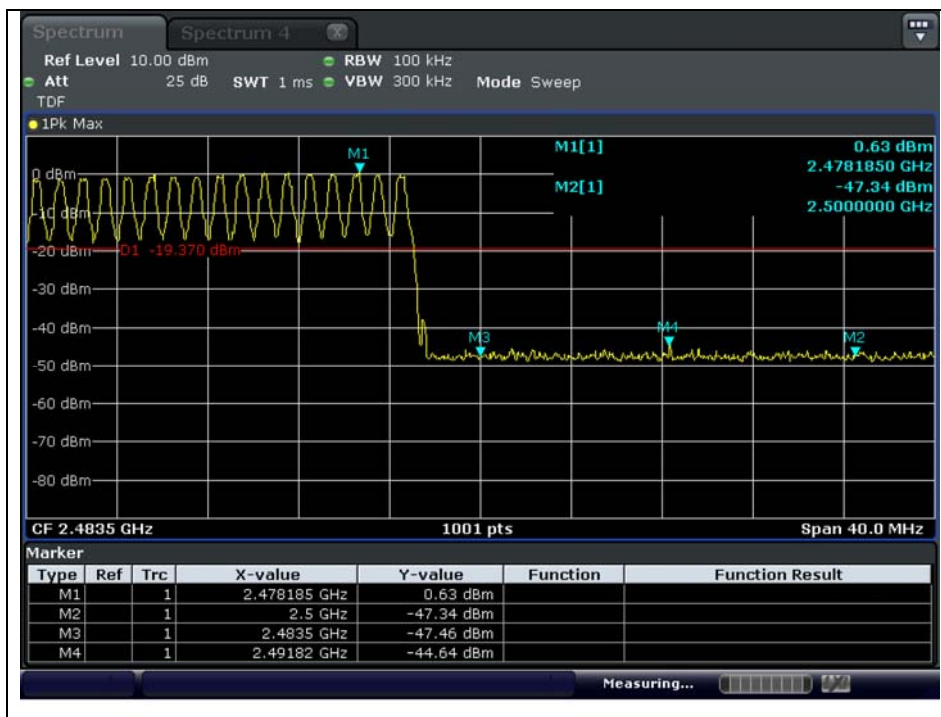 Spectrum Spectrum 4 X
Ref Level 10.00 dBm RBW 100 kHz
Att 25 dB SWT 1 ms VBW 300 kHz Mode Sweep
TDF
1Pk Max
M1[1] 0.63 dBm
2.4781850 GHz
M2[1] -47.34 dBm
2.5000000 GHz
M1
0 dBm
-10 dBm
-20 dBm
D1 -19.370 dBm
-30 dBm
-40 dBm
M3 M4 M2
-50 dBm
-60 dBm
-70 dBm
-80 dBm
CF 2.4835 GHz 1001 pts Span 40.0 MHz
Marker
Type Ref Trc X-value Y-value Function Function Result
M1 1 2.478185 GHz 0.63 dBm
M2 1 2.5 GHz -47.34 dBm
M3 1 2.4835 GHz -47.46 dBm
M4 1 2.49182 GHz -44.64 dBm
Measuring...